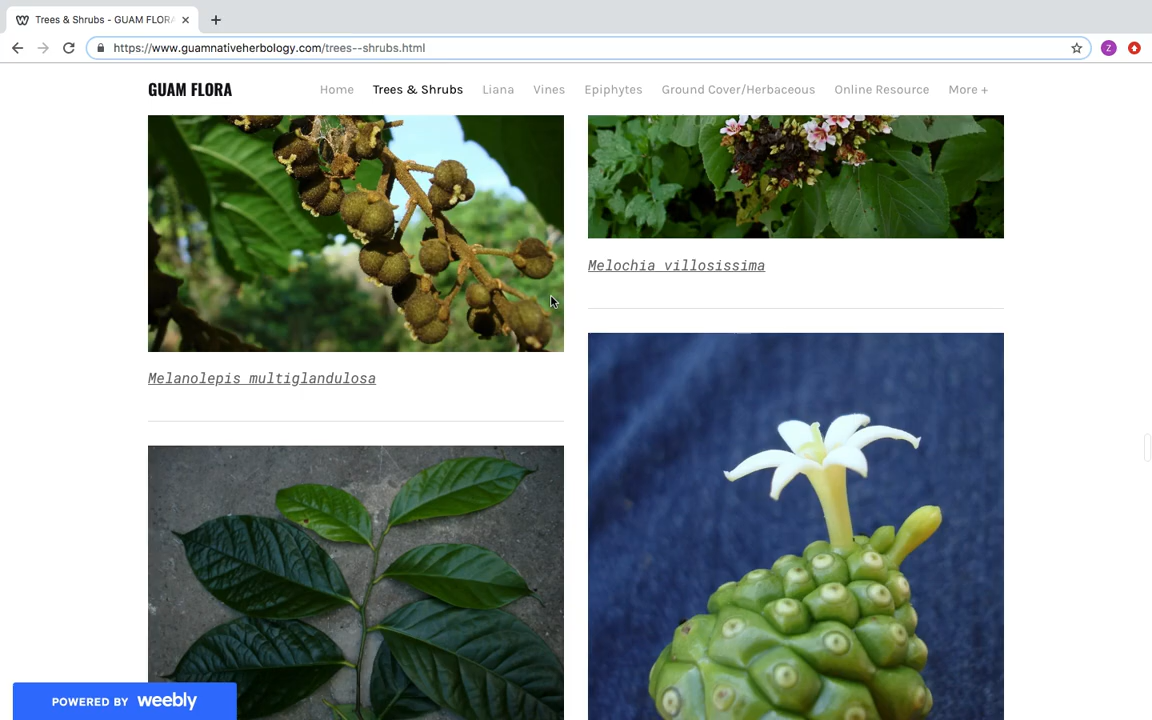 Trees & Shrubs - GUAM FLORA
https://www.guamnativeherbology.com/trees--shrubs.html
Z
GUAM FLORA
Home Trees & Shrubs Liana Vines Epiphytes Ground Cover/Herbaceous Online Resource More +
Melochia villosissima
Melanolepis multiglandulosa
POWERED BY weebly